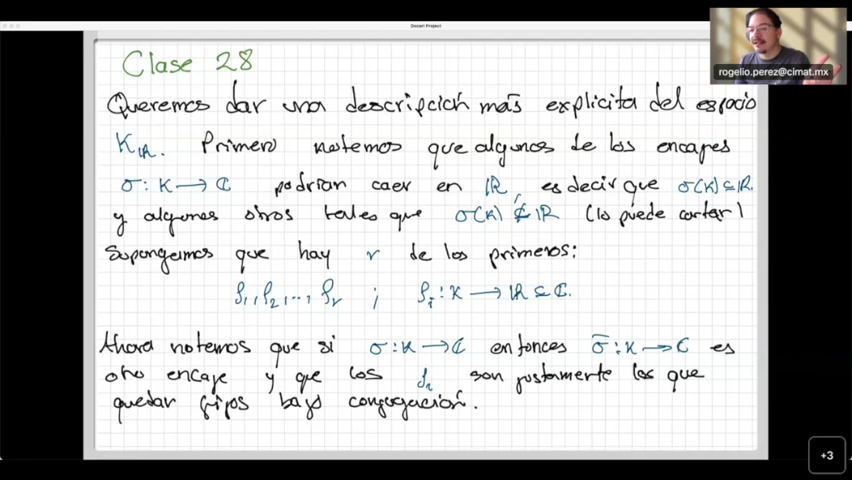 Doceri Project
Clase 28
Queremos dar una descripción más explicita del espacio
K_ℝ. Primero notemos que algunos de los encajes
σ: K → ℂ podrían caer en ℝ, es decir que σ(K) ⊆ ℝ
y algunos otros tales que σ(K) ⊄ ℝ (lo puede cortar)
Supongamos que hay r de los primeros:
ρ₁, ρ₂, ..., ρᵣ ; ρᵢ: K → ℝ ⊆ ℂ.
Ahora notemos que si σ: K → ℂ entonces σ̄: K → ℂ es
otro encaje y que los ρᵢ son justamente los que
quedan fijos bajo conjugación.
rogelio.perez@cimat.mx
+3